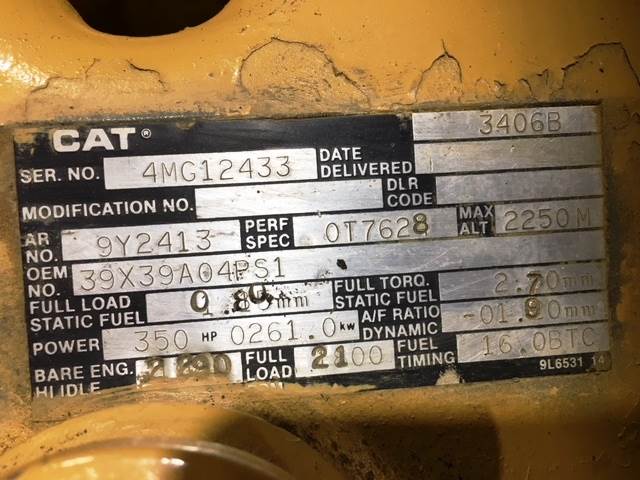 CAT® 3406B
SER. NO. 4MG12433 DATE DELIVERED
MODIFICATION NO. DLR CODE
AR NO. 9Y2413 PERF SPEC 0T7628 MAX ALT 2250M
OEM NO. 39X39A04PS1
FULL LOAD STATIC FUEL mm FULL TORQ. STATIC FUEL 2.70mm
POWER 350 HP 0261.0 kw A/F RATIO DYNAMIC -01.90mm
BARE ENG. HI IDLE FULL LOAD 2100 FUEL TIMING 16.0BTC
9L6531 14